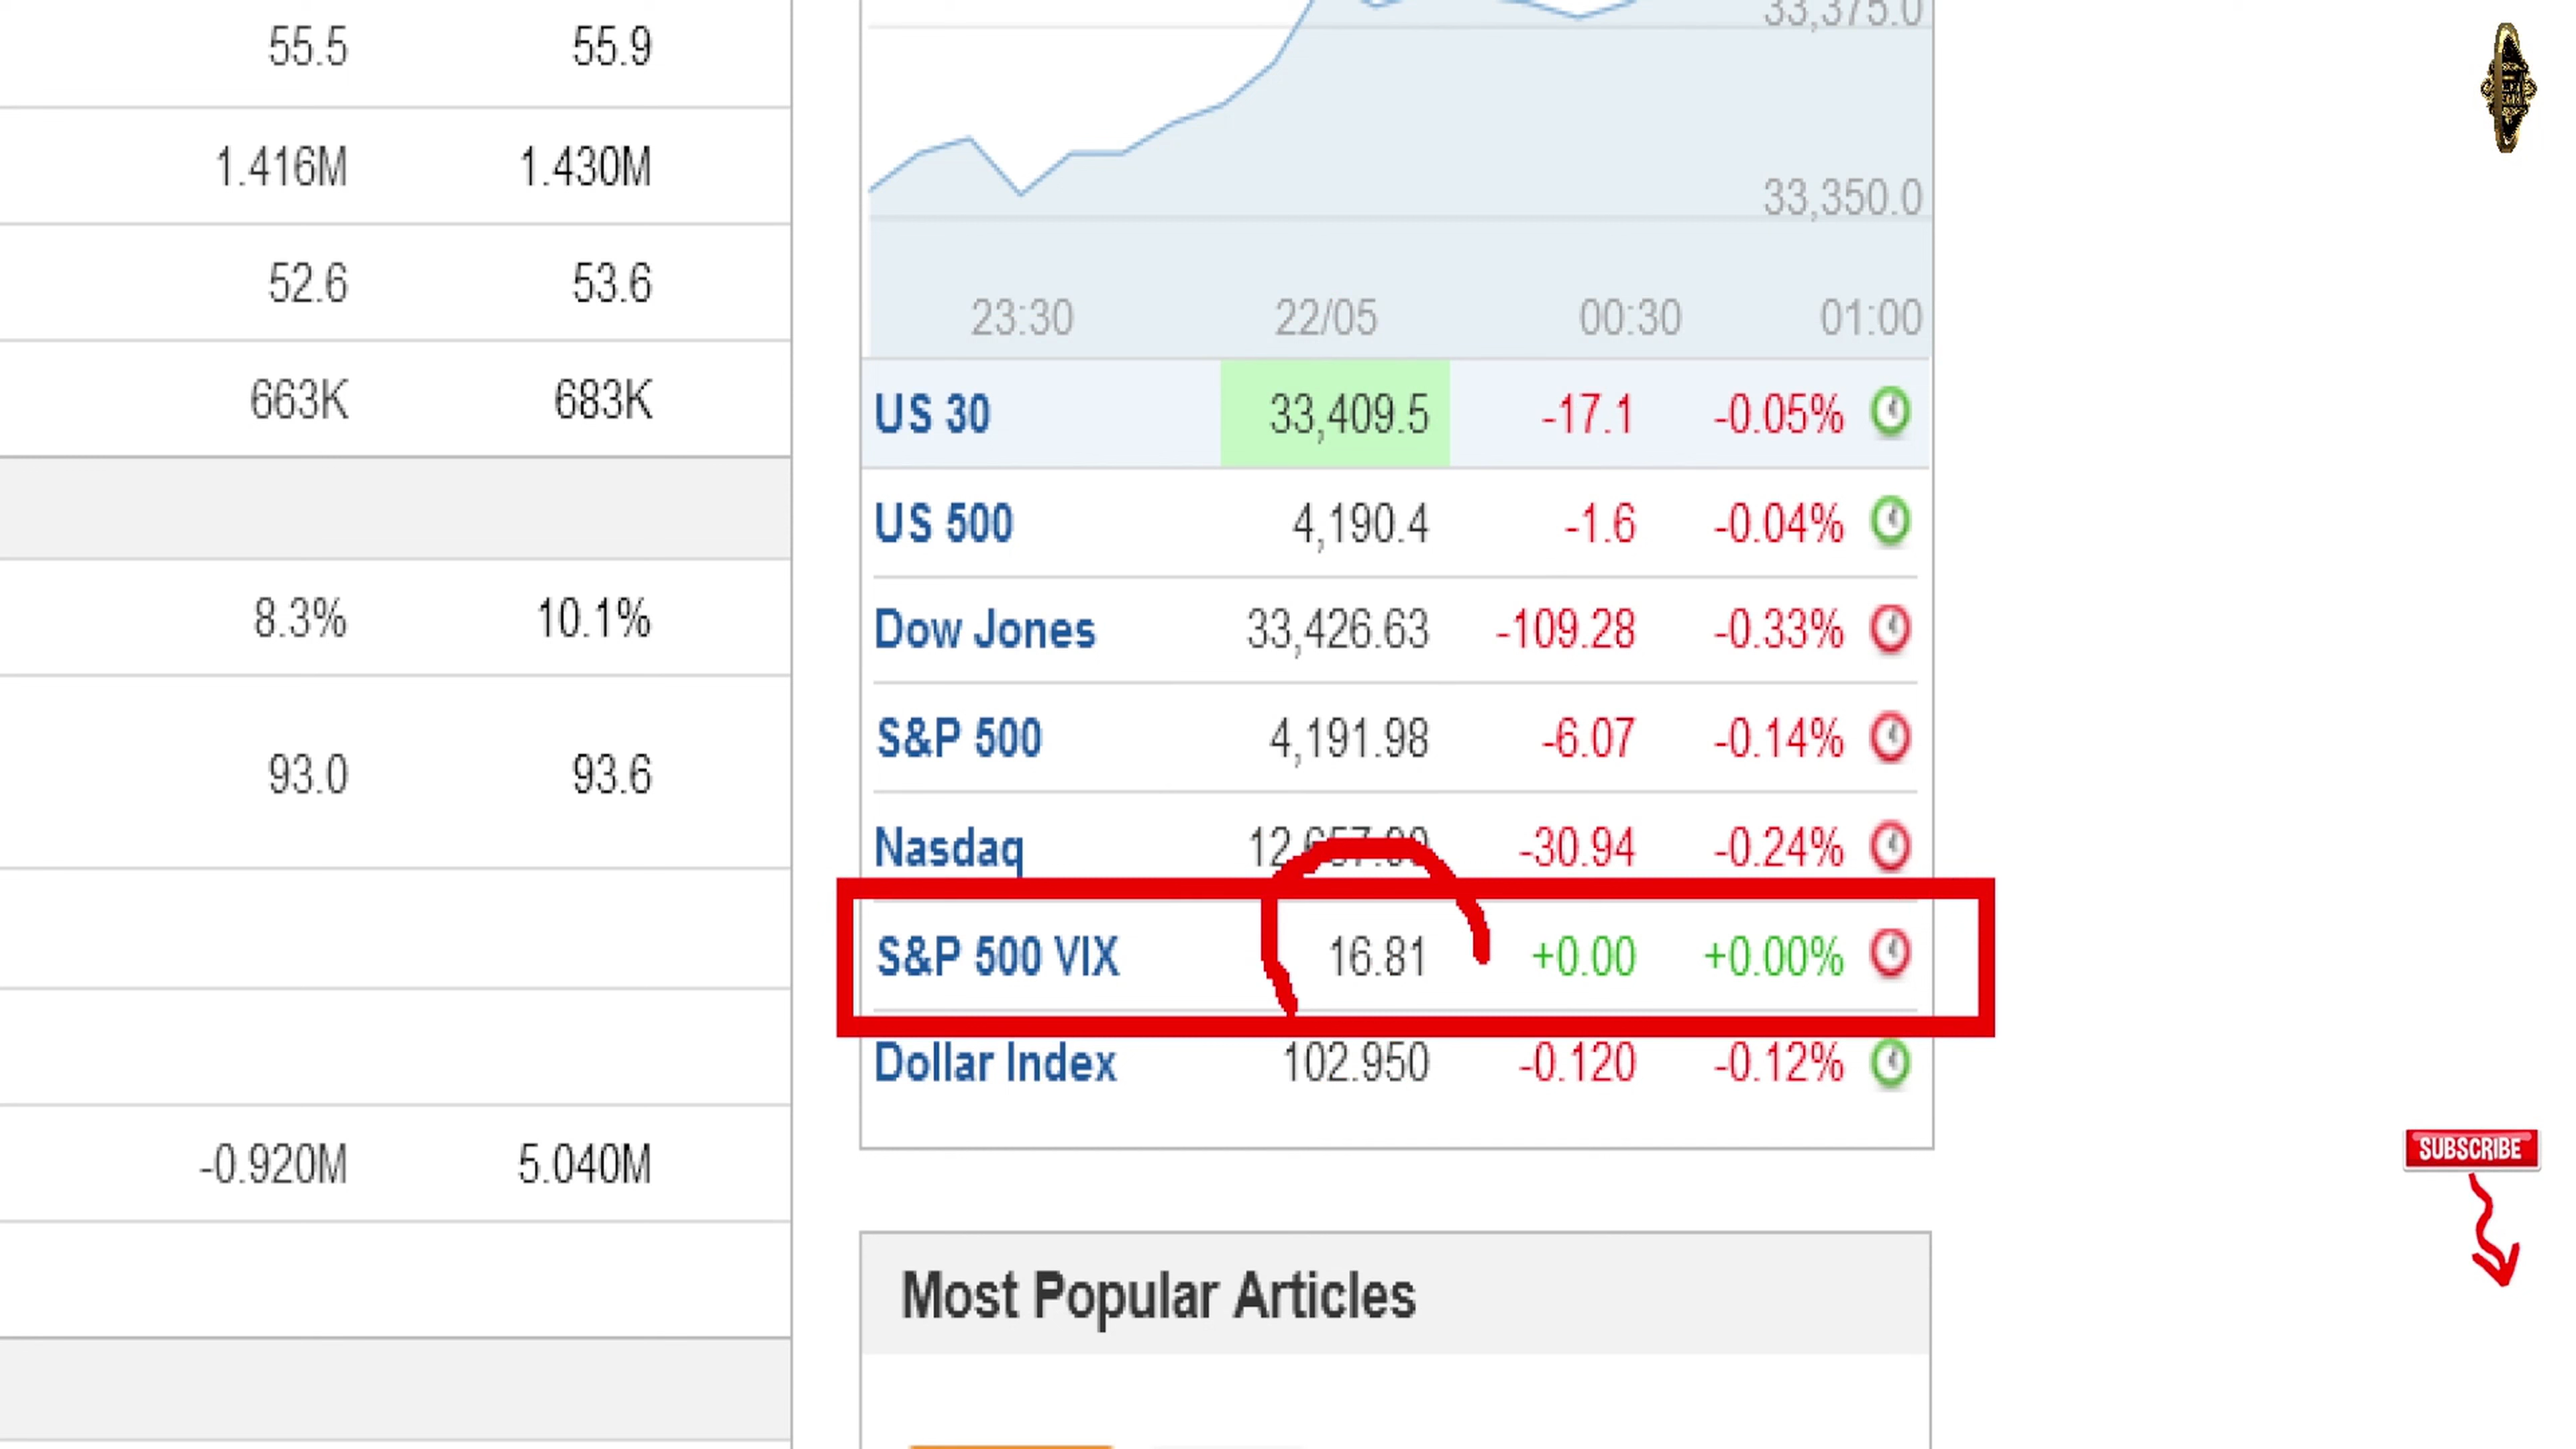 55.5 55.9
1.416M 1.430M
52.6 53.6
663K 683K
8.3% 10.1%
93.0 93.6
-0.920M 5.040M
33,375.0
33,350.0
23:30 22/05 00:30 01:00
US 30 33,409.5 -17.1 -0.05%
US 500 4,190.4 -1.6 -0.04%
Dow Jones 33,426.63 -109.28 -0.33%
S&P 500 4,191.98 -6.07 -0.14%
Nasdaq -30.94 -0.24%
S&P 500 VIX 16.81 +0.00 +0.00%
Dollar Index 102.950 -0.120 -0.12%
Most Popular Articles
SUBSCRIBE